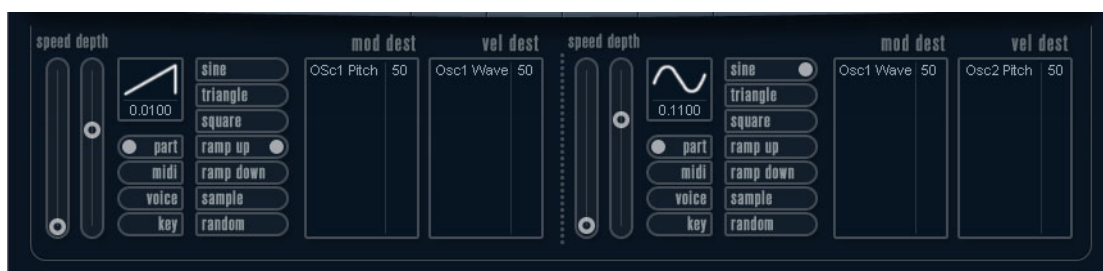 speed depth mod dest vel dest speed depth mod dest vel dest
sine OSc1 Pitch 50 Osc1 Wave 50 sine Osc1 Wave 50 Osc2 Pitch 50
triangle triangle
0.0100 0.1100
square square
part ramp up part ramp up
midi ramp down midi ramp down
voice sample voice sample
key random key random